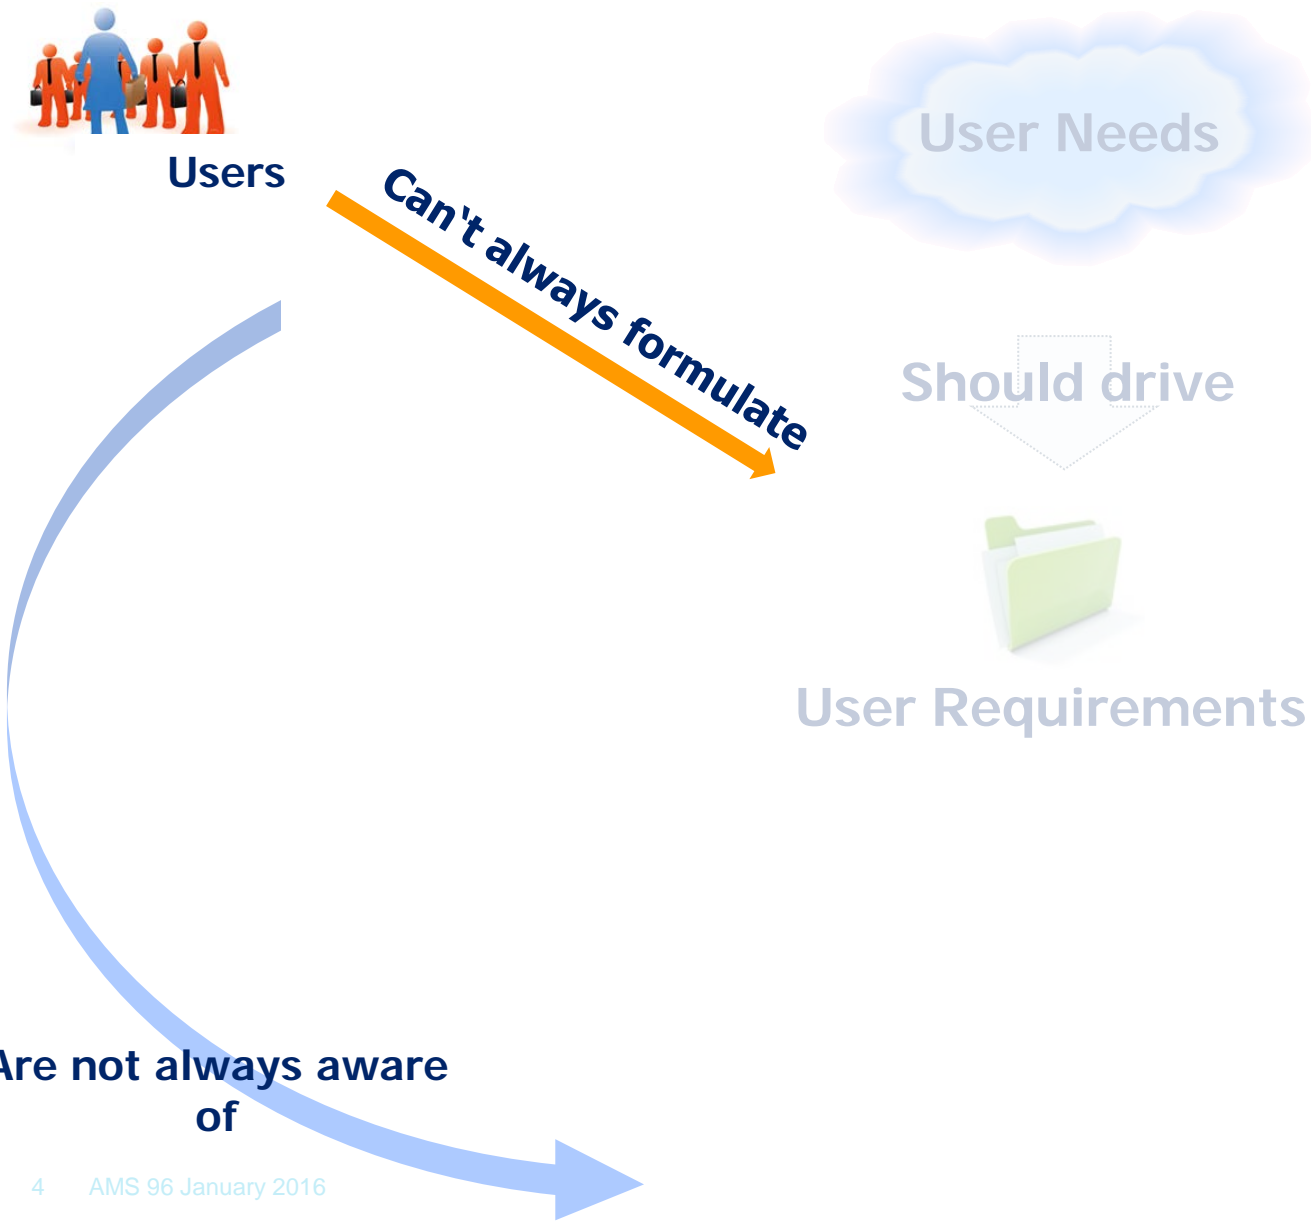 User Needs
Users
Can‘t always formulate
Should drive
User Requirements
Are not always aware
of
4 AMS 96 January 2016